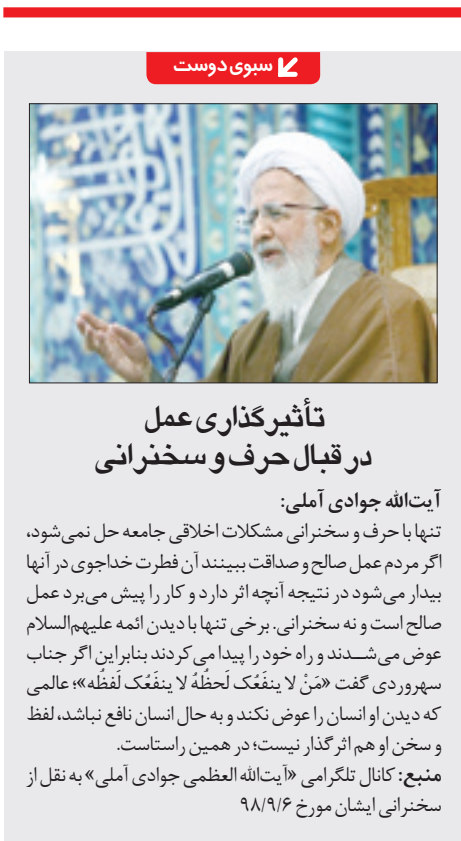 سبوی دوست
تأثیرگذاری عمل
در قبال حرف و سخنرانی
آیت‌الله جوادی آملی:
تنها با حرف و سخنرانی مشکلات اخلاقی جامعه حل نمی‌شود،
اگر مردم عمل صالح و صداقت ببینند آن فطرت خداجوی در آنها
بیدار می‌شود در نتیجه آنچه اثر دارد و کار را پیش می‌برد عمل
صالح است و نه سخنرانی. برخی تنها با دیدن ائمه علیهم‌السلام
عوض می‌شــدند و راه خود را پیدا می‌کردند بنابراین اگر جناب
سهروردی گفت «مَنْ لا ینفَعُک لَحظُهُ لا ینفَعُک لَفظُه»؛ عالمی
که دیدن او انسان را عوض نکند و به حال انسان نافع نباشد، لفظ
و سخن او هم اثرگذار نیست؛ در همین راستاست.
منبع: کانال تلگرامی «آیت‌الله العظمی جوادی آملی» به نقل از
سخنرانی ایشان مورخ ۹۸/۹/۶